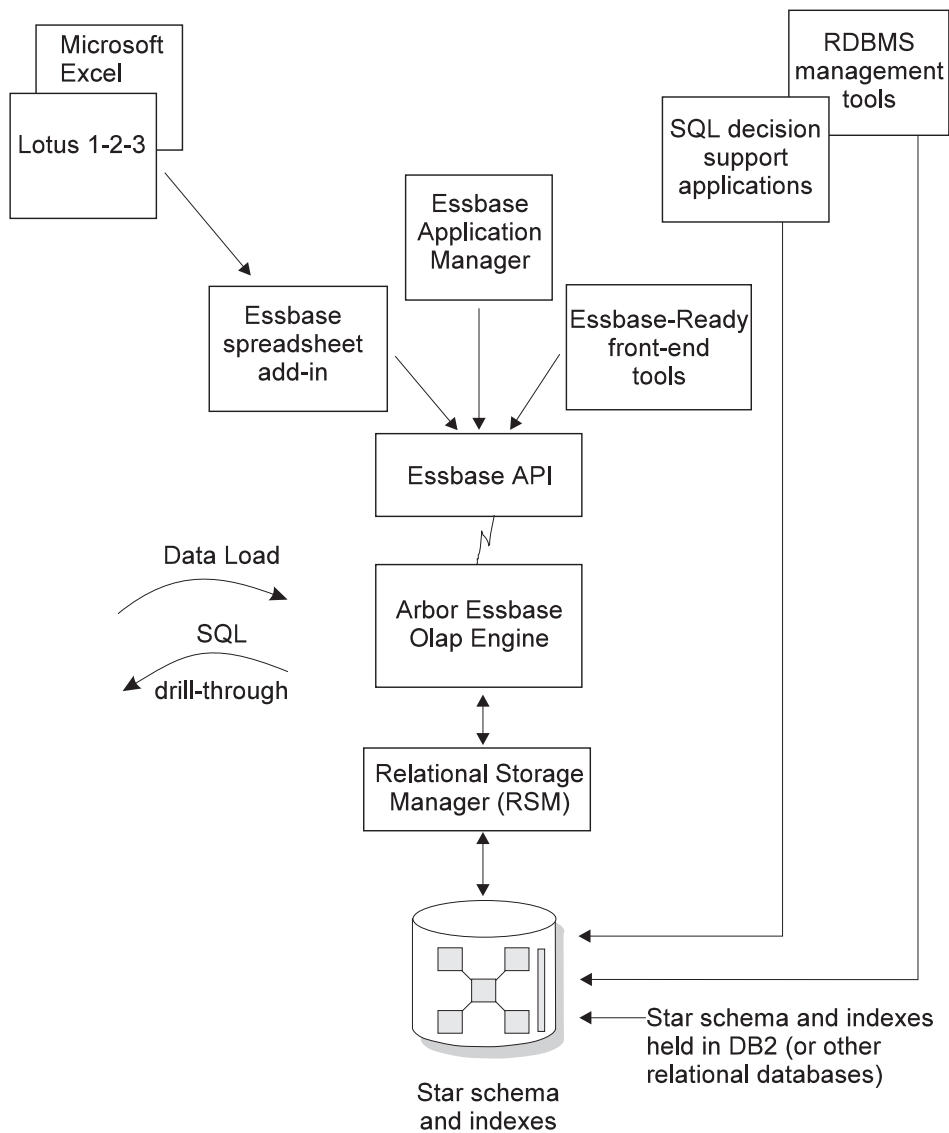 Microsoft
Excel
Lotus 1-2-3
RDBMS
management
tools
SQL decision
support
applications
Essbase
Application
Manager
Essbase
spreadsheet
add-in
Essbase-Ready
front-end
tools
Essbase API
Data Load
SQL
drill-through
Arbor Essbase
Olap Engine
Relational Storage
Manager (RSM)
Star schema and indexes
held in DB2 (or other
relational databases)
Star schema
and indexes